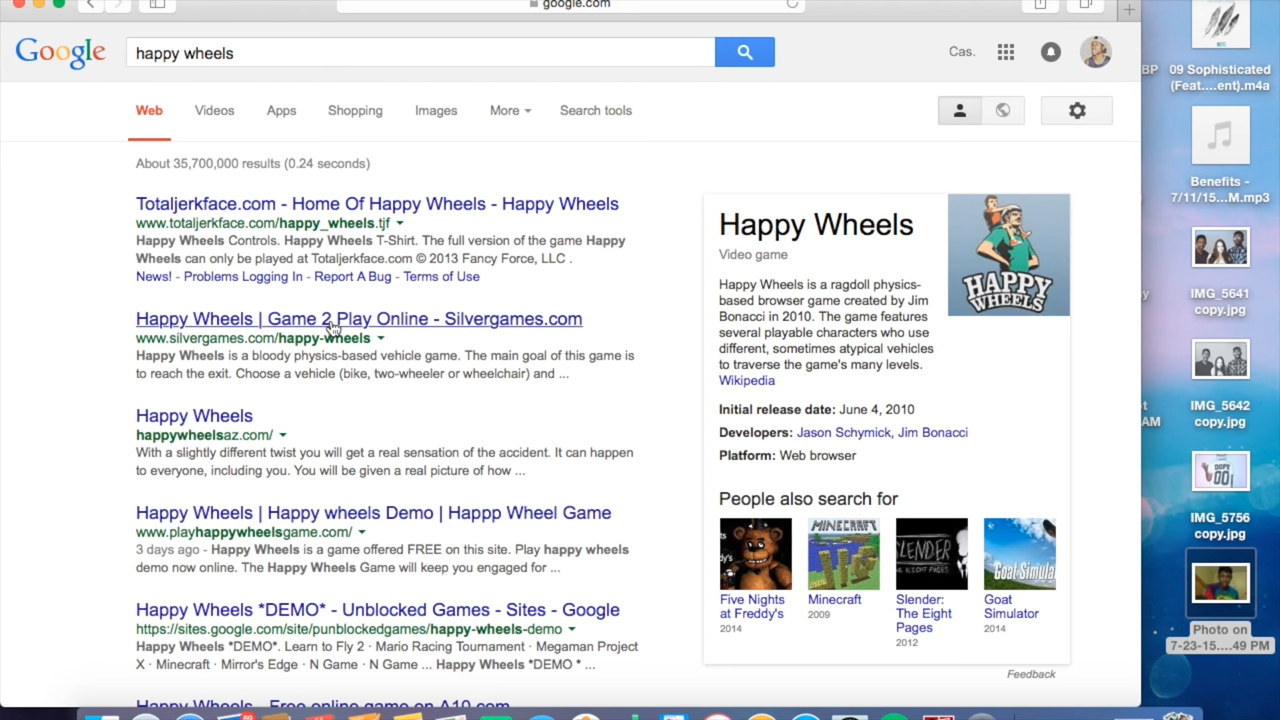 google.com
Google
happy wheels
Cas.
Web
Videos
Apps
Shopping
Images
More
Search tools
About 35,700,000 results (0.24 seconds)
Totaljerkface.com - Home Of Happy Wheels - Happy Wheels
www.totaljerkface.com/happy_wheels.tjf
Happy Wheels Controls. Happy Wheels T-Shirt. The full version of the game Happy
Wheels can only be played at Totaljerkface.com © 2013 Fancy Force, LLC .
News! - Problems Logging In - Report A Bug - Terms of Use
Happy Wheels | Game 2 Play Online - Silvergames.com
www.silvergames.com/happy-wheels
Happy Wheels is a bloody physics-based vehicle game. The main goal of this game is
to reach the exit. Choose a vehicle (bike, two-wheeler or wheelchair) and ...
Happy Wheels
happywheelsaz.com/
With a slightly different twist you will get a real sensation of the accident. It can happen
to everyone, including you. You will be given a real picture of how ...
Happy Wheels | Happy wheels Demo | Happp Wheel Game
www.playhappywheelsgame.com/
3 days ago - Happy Wheels is a game offered FREE on this site. Play happy wheels
demo now online. The Happy Wheels Game will keep you engaged for ...
Happy Wheels *DEMO* - Unblocked Games - Sites - Google
https://sites.google.com/site/punblockedgames/happy-wheels-demo
Happy Wheels *DEMO*. Learn to Fly 2 · Mario Racing Tournament · Megaman Project
X · Minecraft · Mirror's Edge · N Game · N Game ... Happy Wheels *DEMO * ...
Happy Wheels - Free online game on A10.com
Happy Wheels
Video game
HAPPY
WHEELS
Happy Wheels is a ragdoll physics-
based browser game created by Jim
Bonacci in 2010. The game features
several playable characters who use
different, sometimes atypical vehicles
to traverse the game's many levels.
Wikipedia
Initial release date: June 4, 2010
Developers: Jason Schymick, Jim Bonacci
Platform: Web browser
People also search for
MINECRAFT
SLENDER
THE EIGHT PAGES
Goat
Five Nights
at Freddy's
2014
Minecraft
2009
Slender:
The Eight
Pages
2012
Goat
Simulator
2014
Feedback
BP
09 Sophisticated
(Feat....ent).m4a
Benefits -
7/11/15...M.mp3
IMG_5641
copy.jpg
AM
IMG_5642
copy.jpg
IMG_5756
copy.jpg
Photo on
7-23-15....49 PM